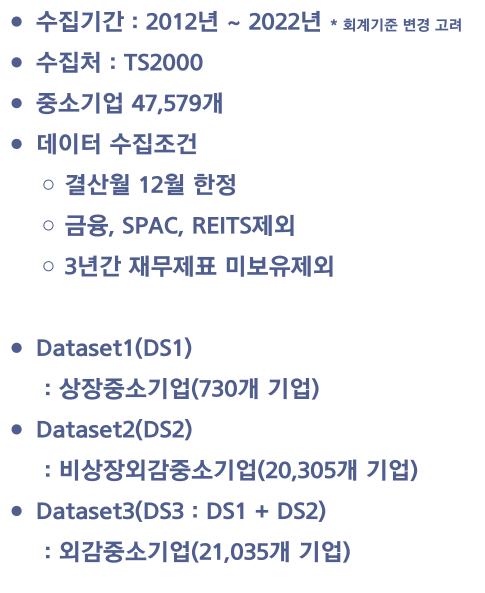 • 수집기간 : 2012년 ~ 2022년 * 회계기준 변경 고려
• 수집처 : TS2000
• 중소기업 47,579개
• 데이터 수집조건
○ 결산월 12월 한정
○ 금융, SPAC, REITS제외
○ 3년간 재무제표 미보유제외
• Dataset1(DS1)
: 상장중소기업(730개 기업)
• Dataset2(DS2)
: 비상장외감중소기업(20,305개 기업)
• Dataset3(DS3 : DS1 + DS2)
: 외감중소기업(21,035개 기업)